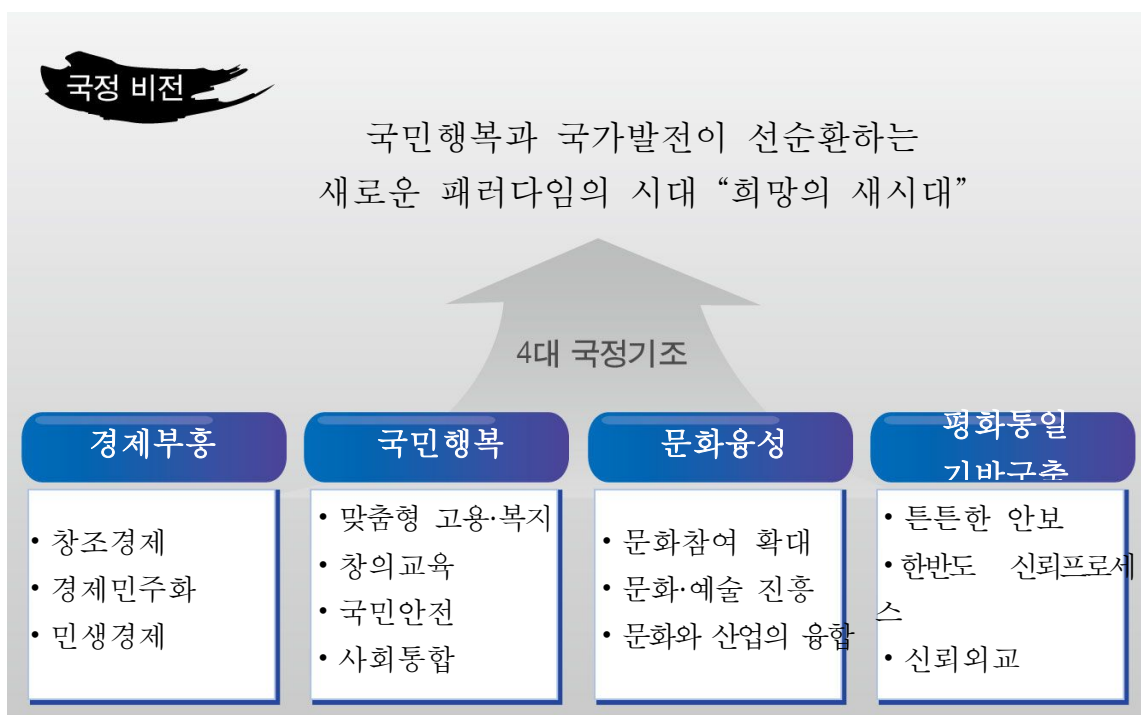 국정 비전
국민행복과 국가발전이 선순환하는
새로운 패러다임의 시대 “희망의 새시대”
4대 국정기조
경제부흥
• 창조경제
• 경제민주화
• 민생경제
국민행복
• 맞춤형 고용·복지
• 창의교육
• 국민안전
• 사회통합
문화융성
• 문화참여 확대
• 문화·예술 진흥
• 문화와 산업의 융합
평화통일
기반구축
• 튼튼한 안보
• 한반도 신뢰프로세
스
• 신뢰외교